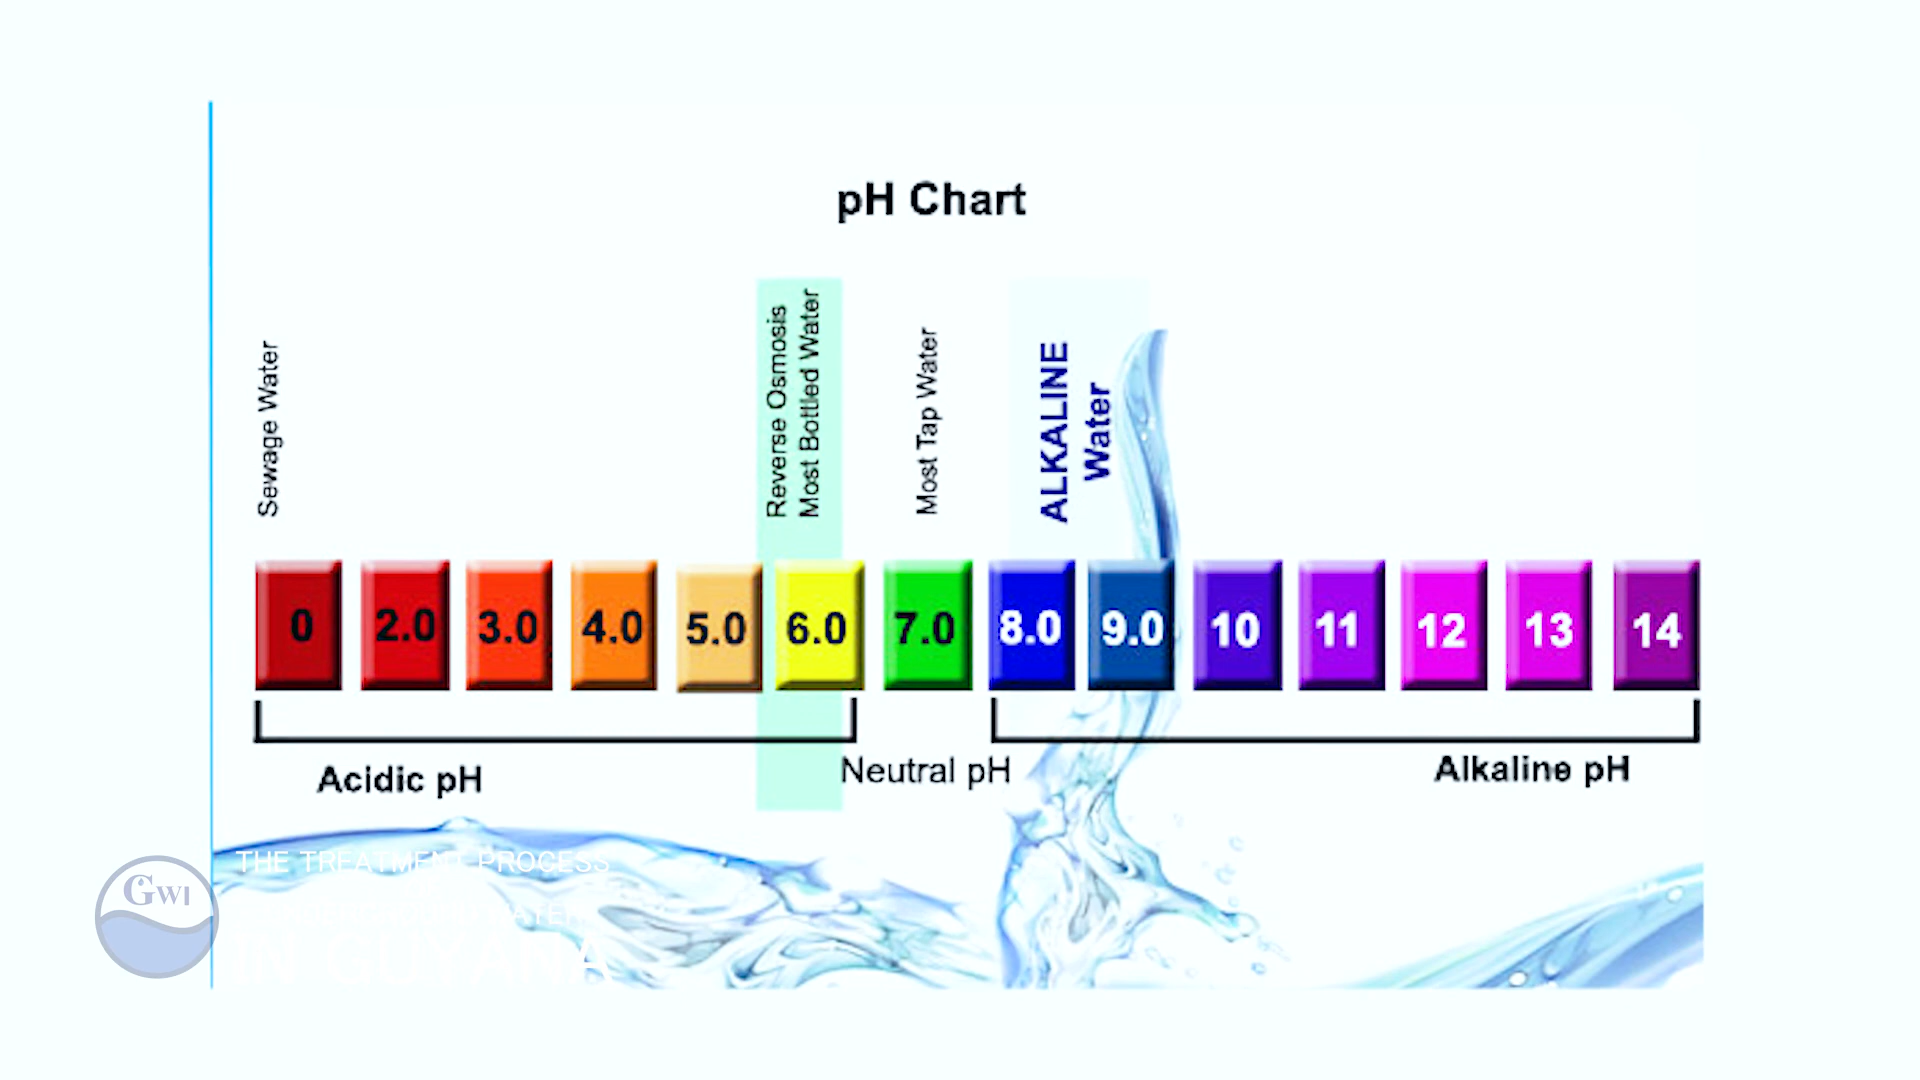 pH Chart
Sewage Water
Reverse Osmosis
Most Bottled Water
Most Tap Water
ALKALINE
Water
0 2.0 3.0 4.0 5.0 6.0 7.0 8.0 9.0 10 11 12 13 14
Acidic pH
Neutral pH
Alkaline pH
GWI
THE TREATMENT PROCESS
IN GUYANA